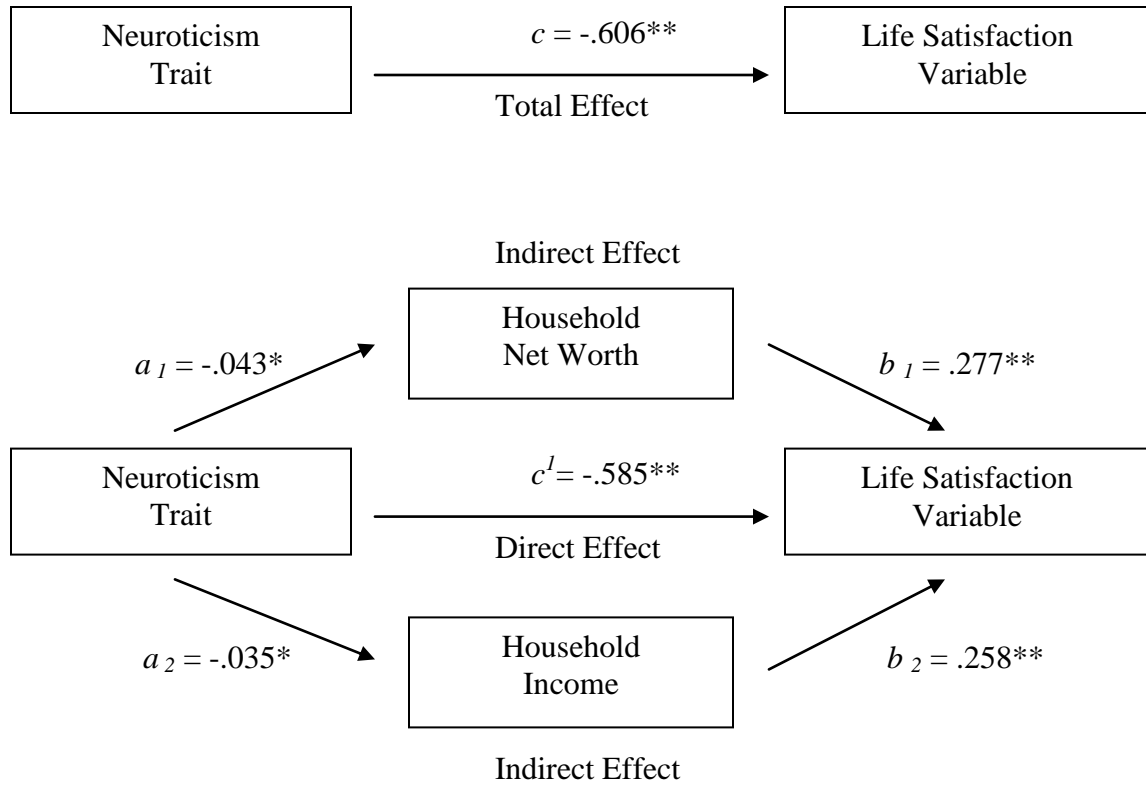 Neuroticism
Trait
c = -.606**
Total Effect
Life Satisfaction
Variable
Indirect Effect
Household
Net Worth
a 1 = -.043*
b 1 = .277**
Neuroticism
Trait
c1= -.585**
Direct Effect
Life Satisfaction
Variable
a 2 = -.035*
Household
Income
b 2 = .258**
Indirect Effect